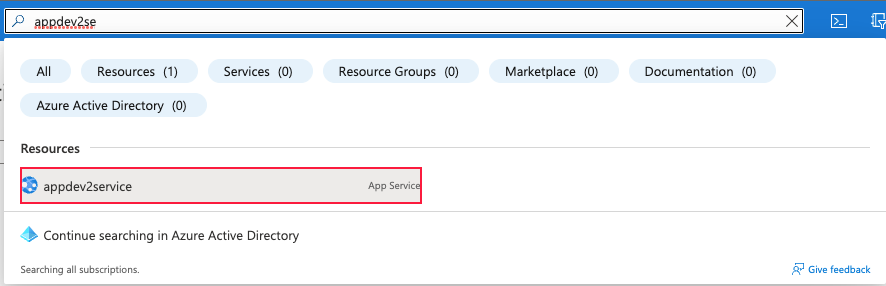 appdev2se
All Resources (1) Services (0) Resource Groups (0) Marketplace (0) Documentation (0)
Azure Active Directory (0)
Resources
appdev2service App Service
Continue searching in Azure Active Directory
Searching all subscriptions. Give feedback